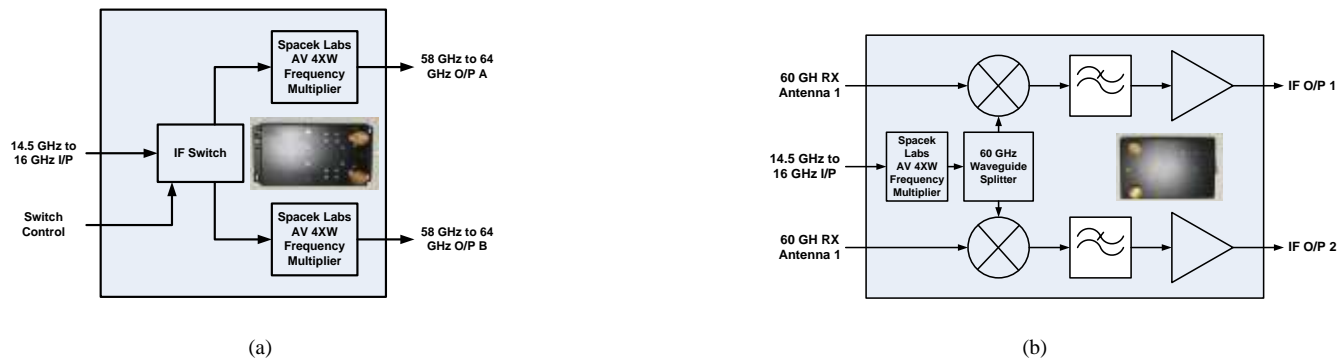 Spacek Labs
AV 4XW
Frequency
Multiplier
58 GHz to 64
GHz O/P A
14.5 GHz to
16 GHz I/P
IF Switch
Switch
Control
Spacek Labs
AV 4XW
Frequency
Multiplier
58 GHz to 64
GHz O/P B
(a)
60 GH RX
Antenna 1
IF O/P 1
14.5 GHz to
16 GHz I/P
Spacek
Labs
AV 4XW
Frequency
Multiplier
60 GHz
Waveguide
Splitter
60 GH RX
Antenna 1
IF O/P 2
(b)